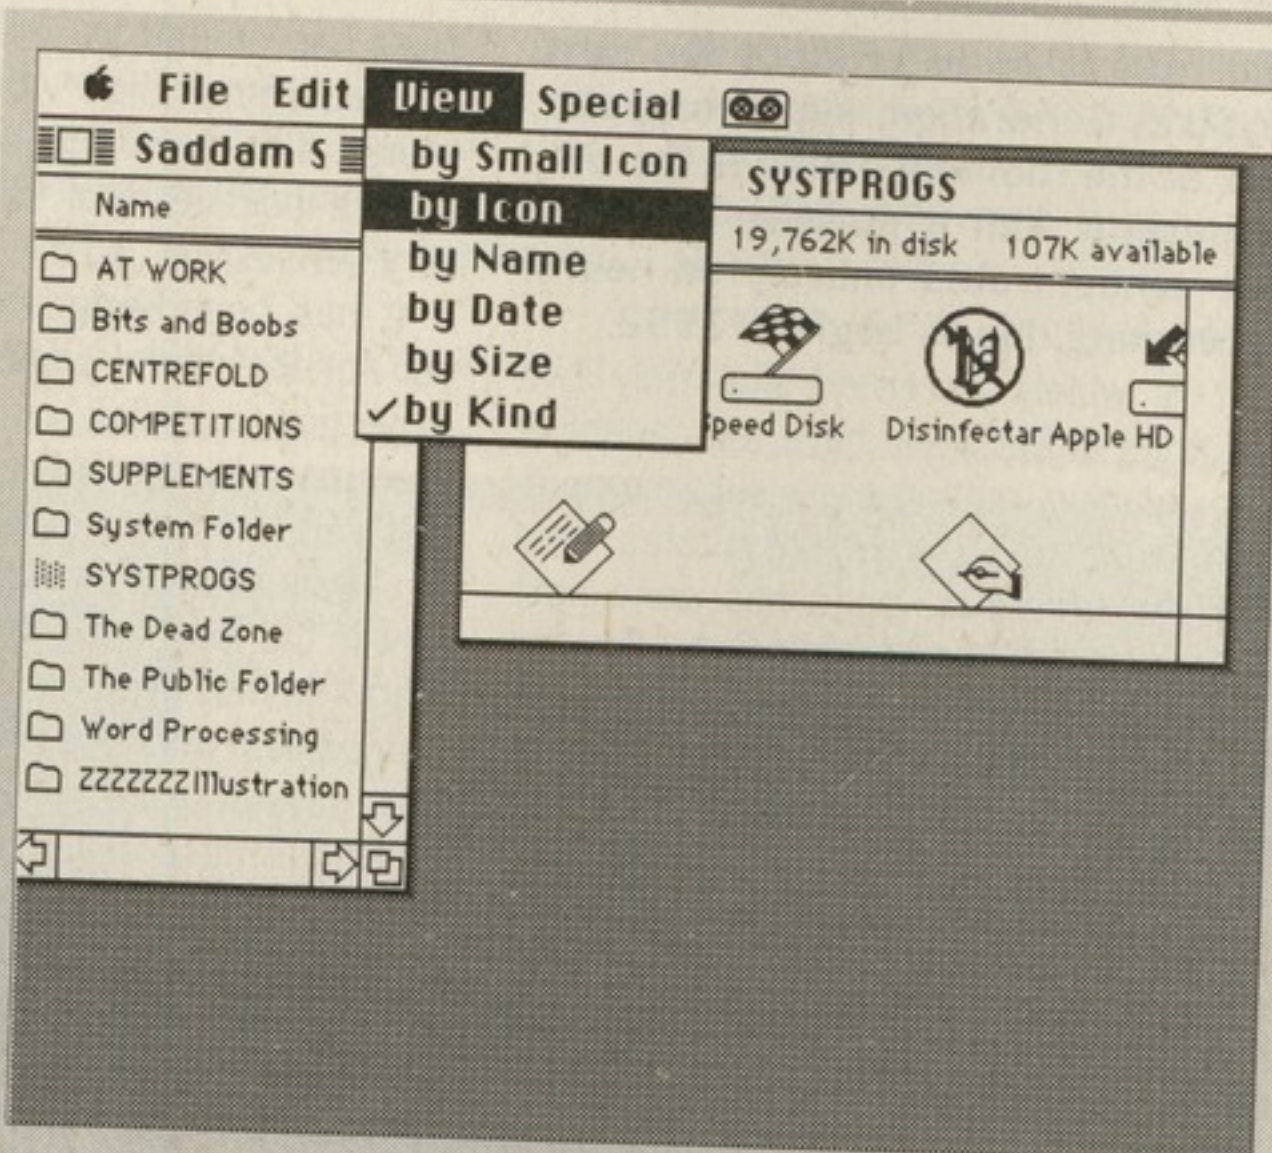 File Edit View Special
Saddam S
Name
AT WORK
Bits and Boobs
CENTREFOLD
COMPETITIONS
SUPPLEMENTS
System Folder
SYSTPROGS
The Dead Zone
The Public Folder
Word Processing
ZZZZZZZIllustration
by Small Icon
by Icon
by Name
by Date
by Size
by Kind
SYSTPROGS
19,762K in disk 107K available
Speed Disk Disinfectar Apple HD